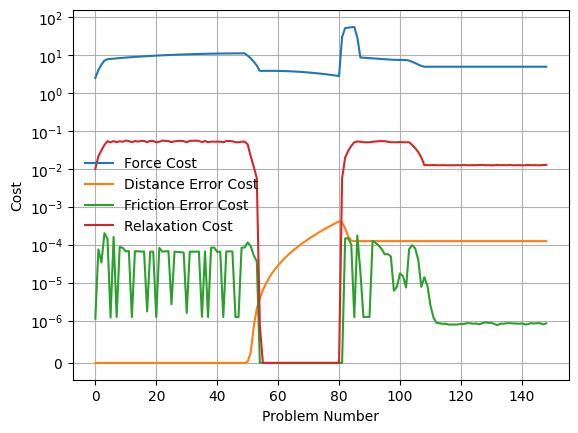 10²
10¹
10⁰
10⁻¹
10⁻²
10⁻³
10⁻⁴
10⁻⁵
10⁻⁶
0
Cost
Force Cost
Distance Error Cost
Friction Error Cost
Relaxation Cost
0 20 40 60 80 100 120 140
Problem Number